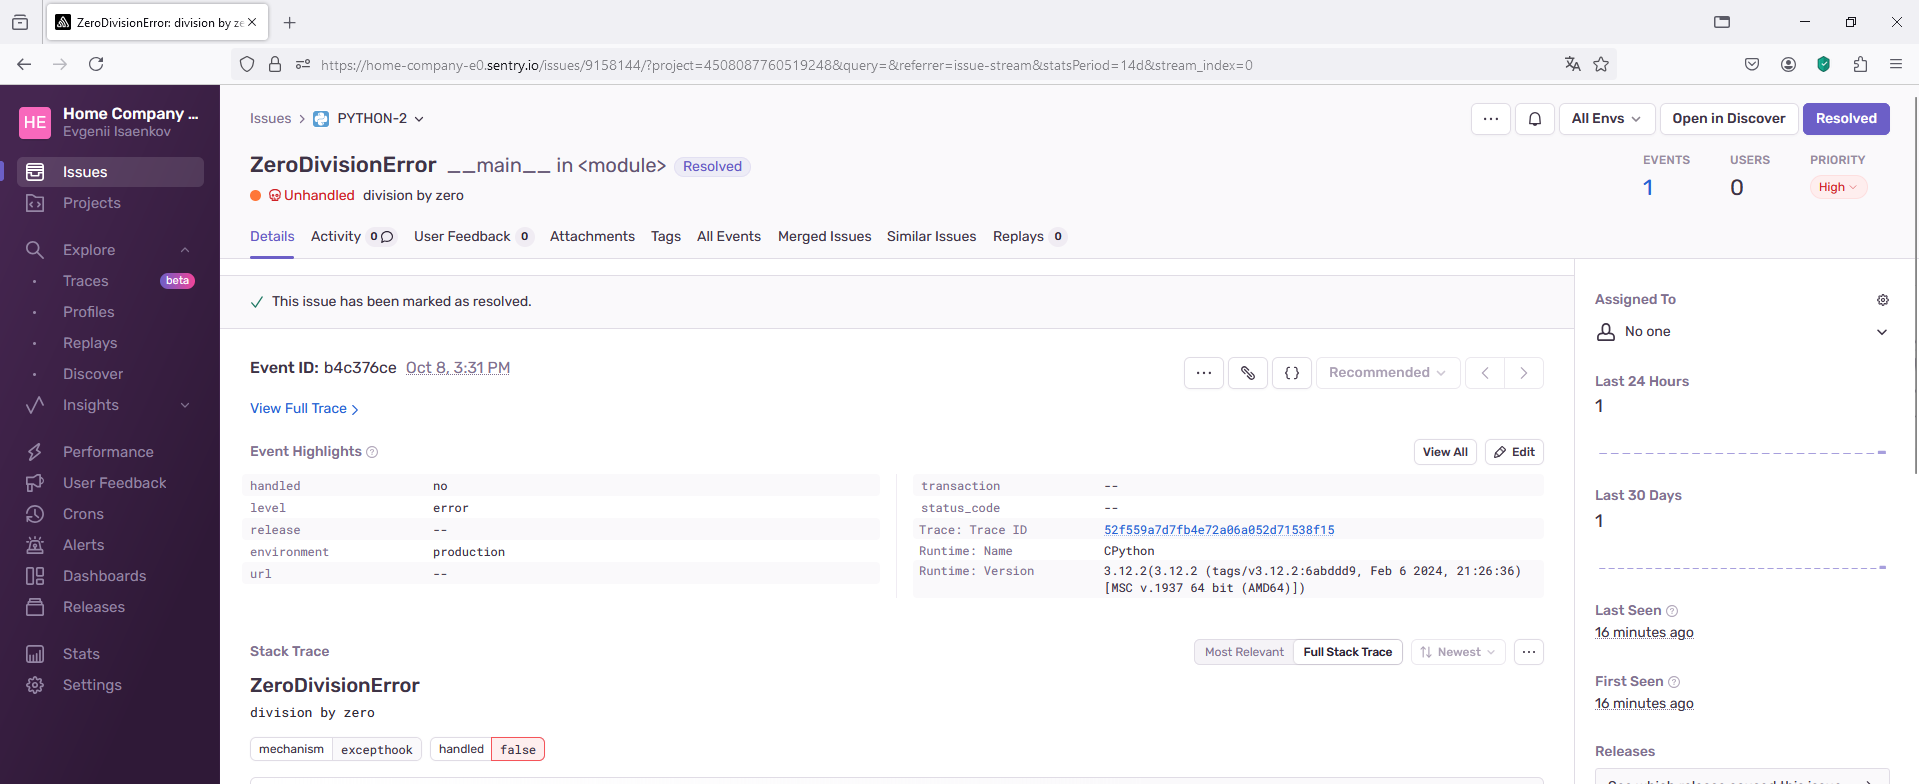 ZeroDivisionError: division by ze
https://home-company-e0.sentry.io/issues/9158144/?project=4508087760519248&query=&referrer=issue-stream&statsPeriod=14d&stream_index=0
HE
Home Company ...
Evgenii Isaenkov
Issues
Projects
Explore
Traces beta
Profiles
Replays
Discover
Insights
Performance
User Feedback
Crons
Alerts
Dashboards
Releases
Stats
Settings
Issues > PYTHON-2
All Envs
Open in Discover
Resolved
ZeroDivisionError __main__ in <module> Resolved
Unhandled division by zero
EVENTS USERS PRIORITY
1 0 High
Details Activity 0 User Feedback 0 Attachments Tags All Events Merged Issues Similar Issues Replays 0
This issue has been marked as resolved.
Event ID: b4c376ce Oct 8, 3:31 PM
... {} Recommended
View Full Trace >
Event Highlights ?
View All Edit
handled no
level error
release --
environment production
url --
transaction --
status_code --
Trace: Trace ID 52f559a7d7fb4e72a06a052d71538f15
Runtime: Name CPython
Runtime: Version 3.12.2(3.12.2 (tags/v3.12.2:6abddd9, Feb 6 2024, 21:26:36)
[MSC v.1937 64 bit (AMD64)])
Stack Trace
Most Relevant Full Stack Trace Newest ...
ZeroDivisionError
division by zero
mechanism excepthook handled false
Assigned To
No one
Last 24 Hours
1
Last 30 Days
1
Last Seen ?
16 minutes ago
First Seen ?
16 minutes ago
Releases